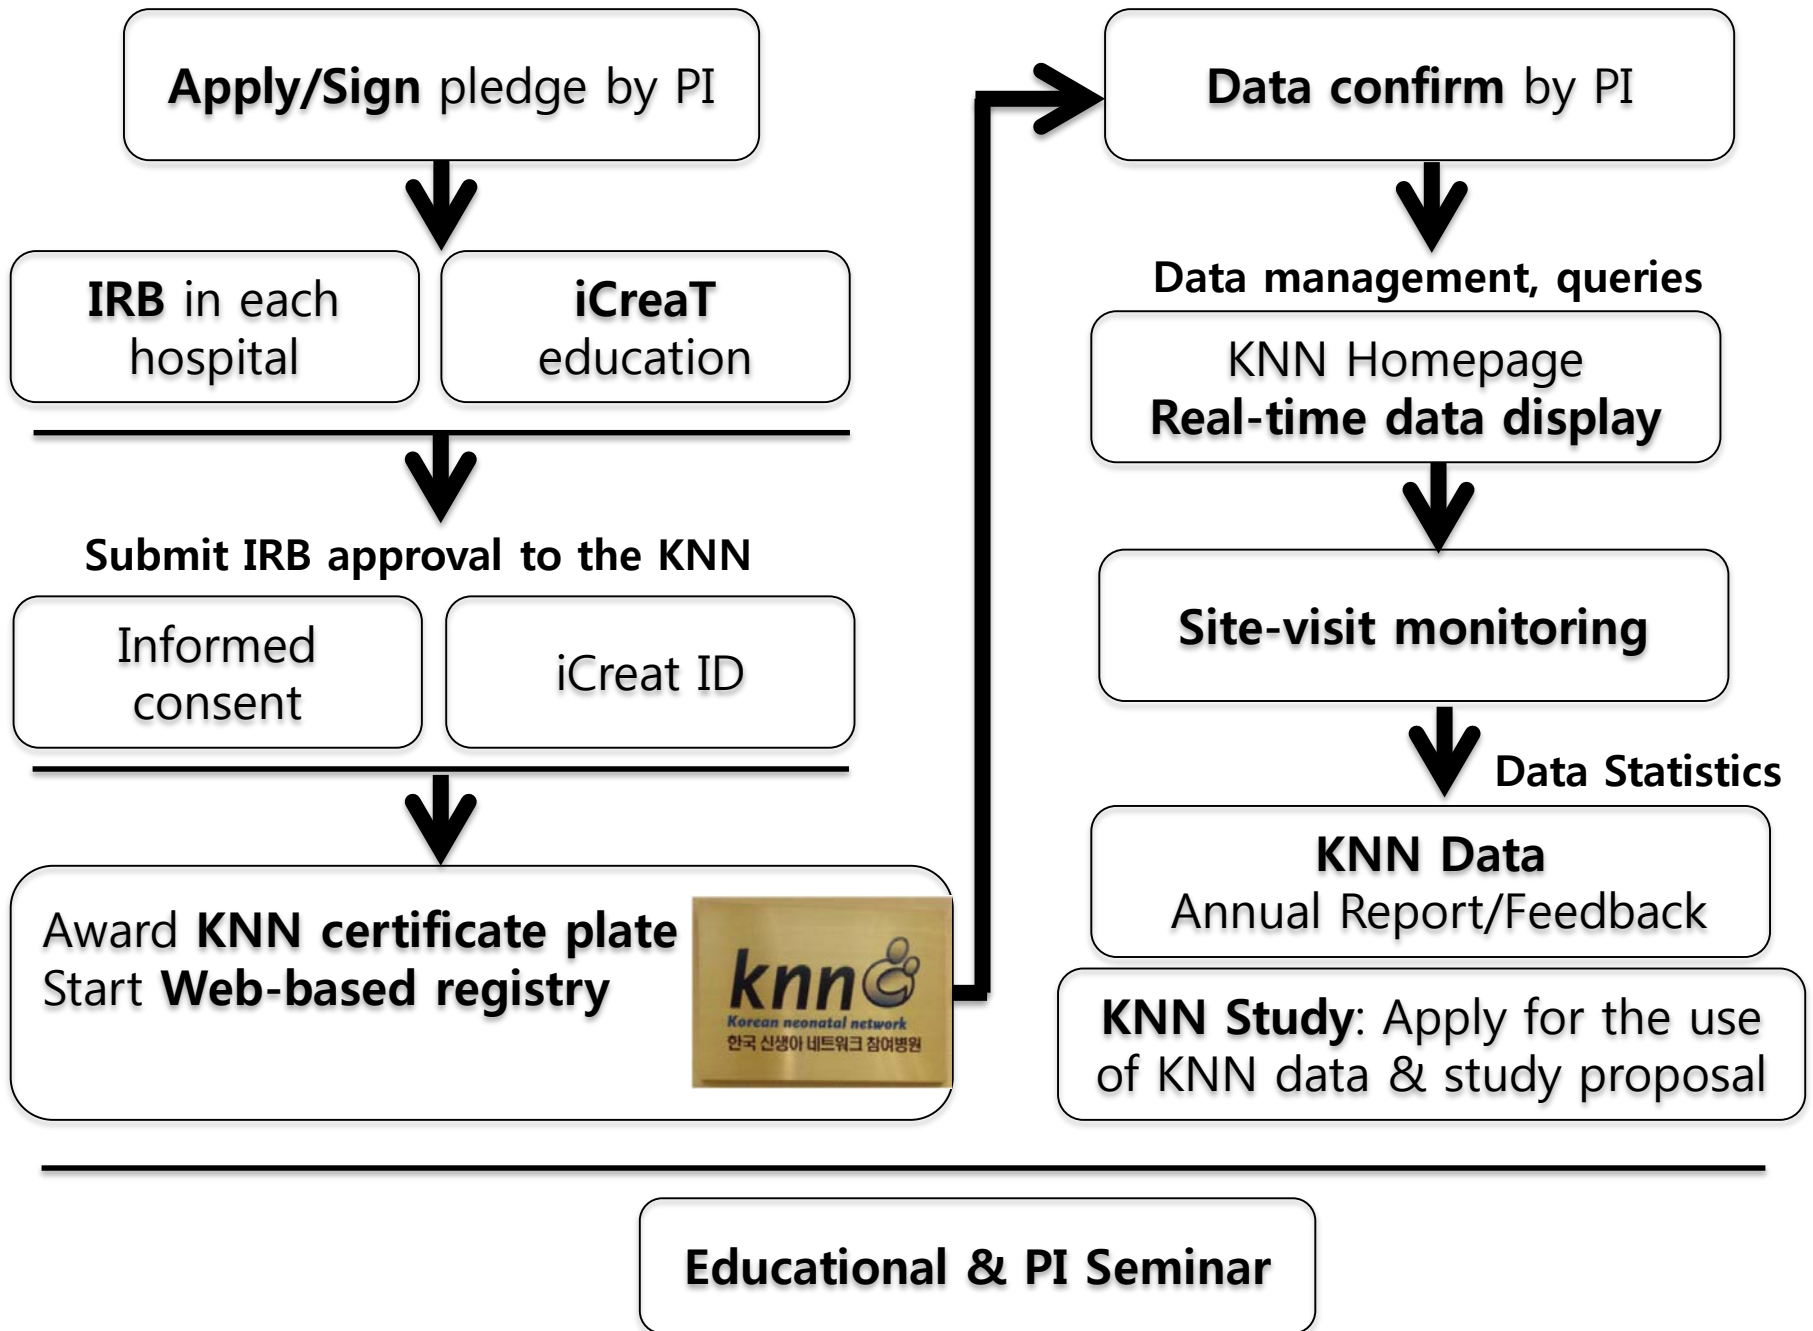 Apply/Sign pledge by PI
IRB in each
hospital
iCreaT
education
Submit IRB approval to the KNN
Informed
consent
iCreat ID
Award KNN certificate plate
Start Web-based registry
knn
Korean neonatal network
한국 신생아 네트워크 참여병원
Data confirm by PI
Data management, queries
KNN Homepage
Real-time data display
Site-visit monitoring
Data Statistics
KNN Data
Annual Report/Feedback
KNN Study: Apply for the use
of KNN data & study proposal
Educational & PI Seminar